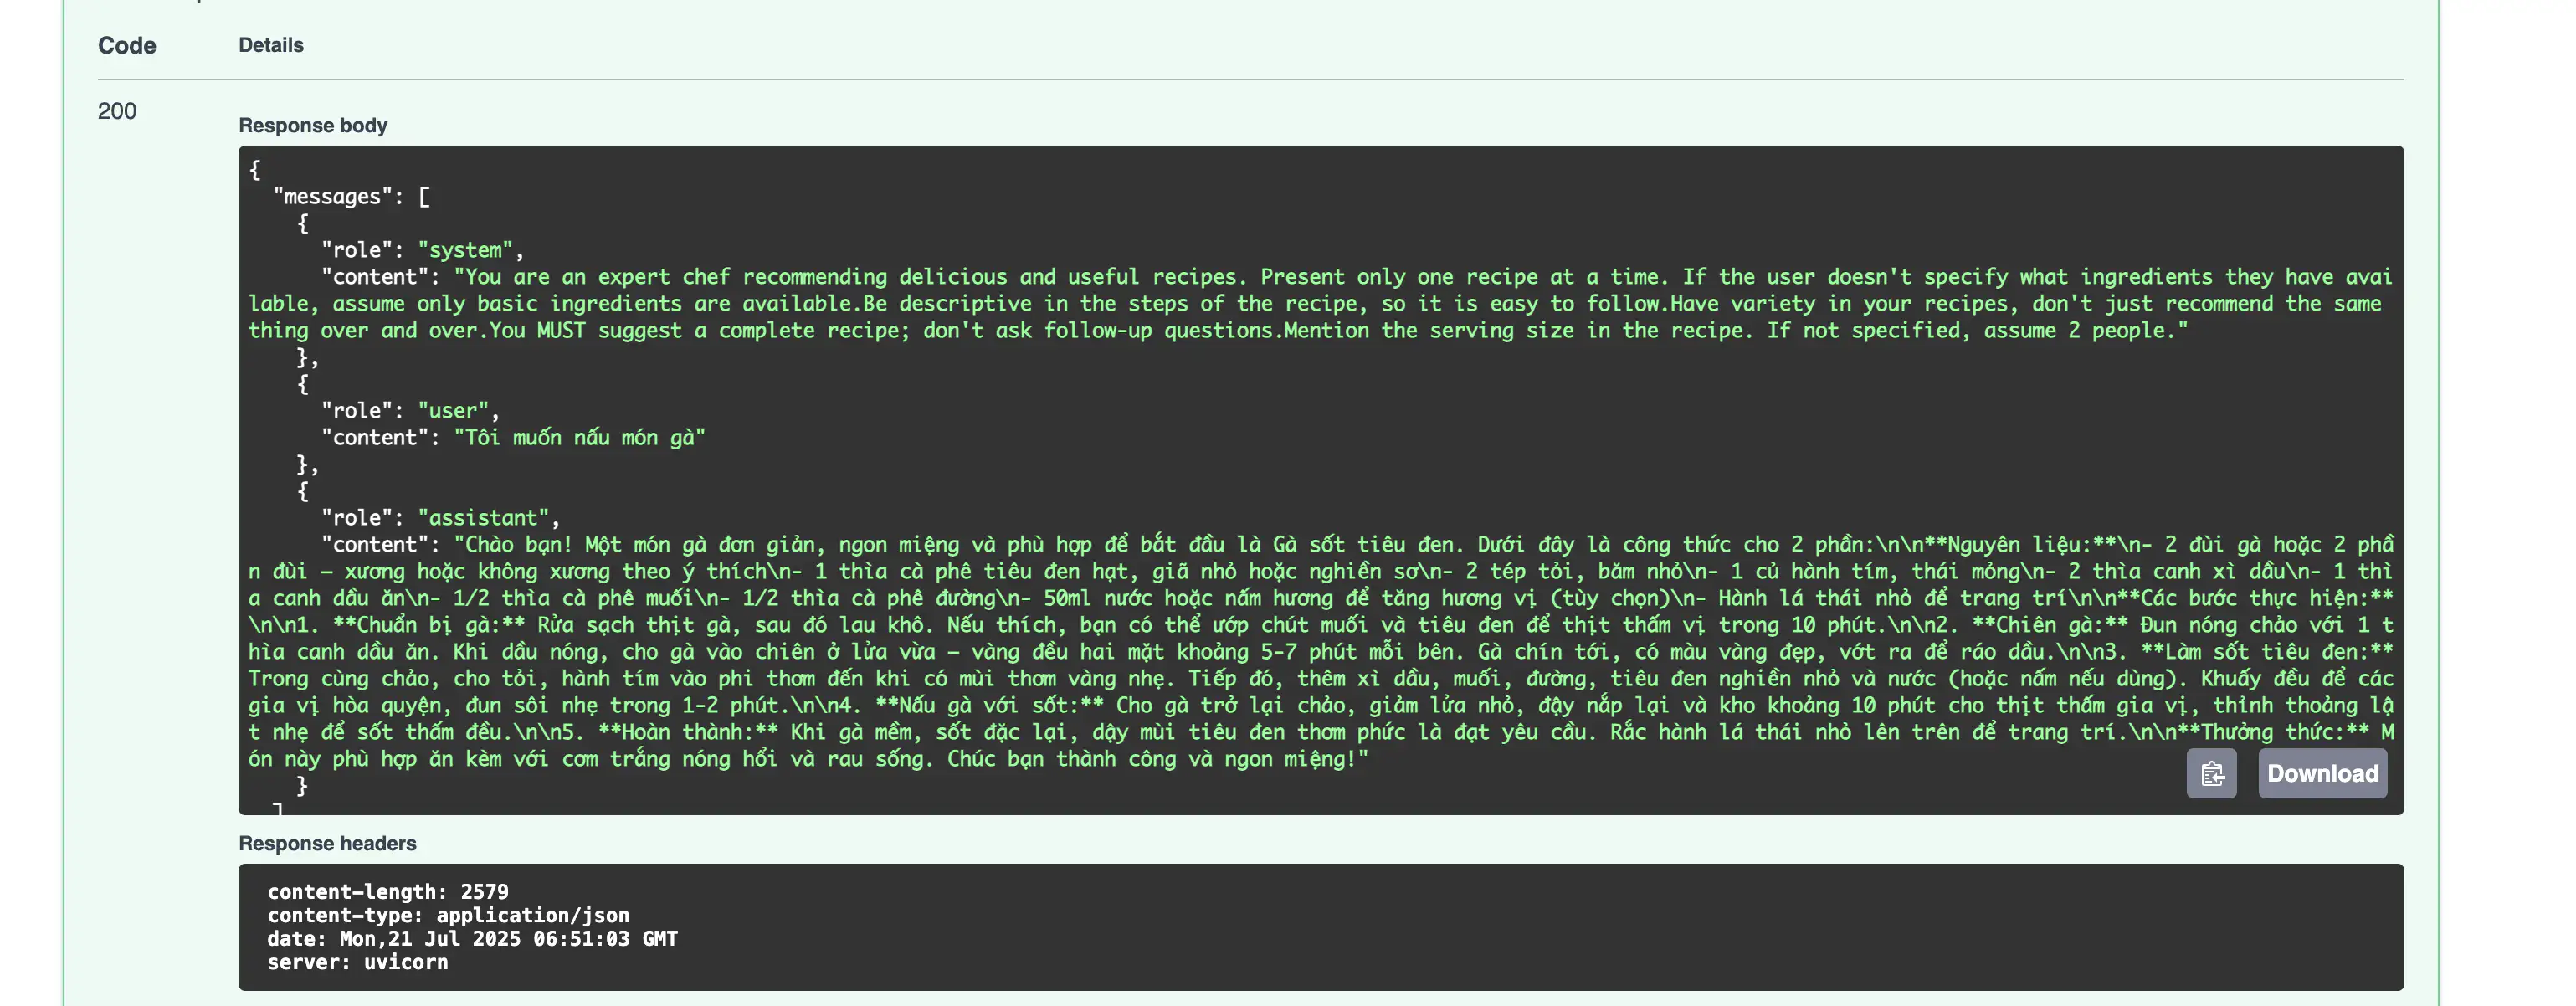 Code Details
200
Response body
{
"messages": [
{
"role": "system",
"content": "You are an expert chef recommending delicious and useful recipes. Present only one recipe at a time. If the user doesn't specify what ingredients they have avai
lable, assume only basic ingredients are available.Be descriptive in the steps of the recipe, so it is easy to follow.Have variety in your recipes, don't just recommend the same
thing over and over.You MUST suggest a complete recipe; don't ask follow-up questions.Mention the serving size in the recipe. If not specified, assume 2 people."
},
{
"role": "user",
"content": "Tôi muốn nấu món gà"
},
{
"role": "assistant",
"content": "Chào bạn! Một món gà đơn giản, ngon miệng và phù hợp để bắt đầu là Gà sốt tiêu đen. Dưới đây là công thức cho 2 phần:\n\n**Nguyên liệu:**\n- 2 đùi gà hoặc 2 phầ
n đùi – xương hoặc không xương theo ý thích\n- 1 thìa cà phê tiêu đen hạt, giã nhỏ hoặc nghiền sơ\n- 2 tép tỏi, băm nhỏ\n- 1 củ hành tím, thái mỏng\n- 2 thìa canh xì dầu\n- 1 thì
a canh dầu ăn\n- 1/2 thìa cà phê muối\n- 1/2 thìa cà phê đường\n- 50ml nước hoặc nấm hương để tăng hương vị (tùy chọn)\n- Hành lá thái nhỏ để trang trí\n\n**Các bước thực hiện:**
\n\n1. **Chuẩn bị gà:** Rửa sạch thịt gà, sau đó lau khô. Nếu thích, bạn có thể ướp chút muối và tiêu đen để thịt thấm vị trong 10 phút.\n\n2. **Chiên gà:** Đun nóng chảo với 1 t
hìa canh dầu ăn. Khi dầu nóng, cho gà vào chiên ở lửa vừa – vàng đều hai mặt khoảng 5-7 phút mỗi bên. Gà chín tới, có màu vàng đẹp, vớt ra để ráo dầu.\n\n3. **Làm sốt tiêu đen:**
Trong cùng chảo, cho tỏi, hành tím vào phi thơm đến khi có mùi thơm vàng nhẹ. Tiếp đó, thêm xì dầu, muối, đường, tiêu đen nghiền nhỏ và nước (hoặc nấm nếu dùng). Khuấy đều để các
gia vị hòa quyện, đun sôi nhẹ trong 1-2 phút.\n\n4. **Nấu gà với sốt:** Cho gà trở lại chảo, giảm lửa nhỏ, đậy nắp lại và kho khoảng 10 phút cho thịt thấm gia vị, thỉnh thoảng lậ
t nhẹ để sốt thấm đều.\n\n5. **Hoàn thành:** Khi gà mềm, sốt đặc lại, dậy mùi tiêu đen thơm phức là đạt yêu cầu. Rắc hành lá thái nhỏ lên trên để trang trí.\n\n**Thưởng thức:** M
ón này phù hợp ăn kèm với cơm trắng nóng hổi và rau sống. Chúc bạn thành công và ngon miệng!"
}
]
Download
Response headers
content-length: 2579
content-type: application/json
date: Mon,21 Jul 2025 06:51:03 GMT
server: uvicorn